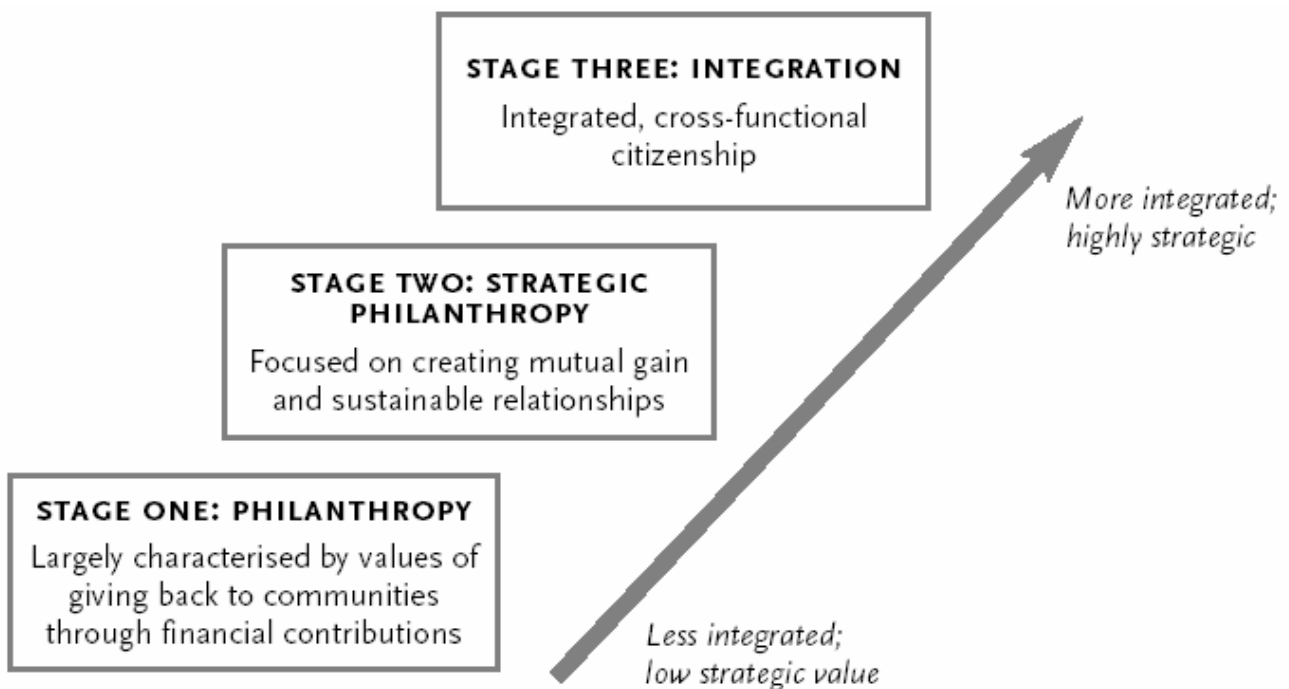 STAGE THREE: INTEGRATION
Integrated, cross-functional
citizenship
More integrated;
highly strategic
STAGE TWO: STRATEGIC
PHILANTHROPY
Focused on creating mutual gain
and sustainable relationships
STAGE ONE: PHILANTHROPY
Largely characterised by values of
giving back to communities
through financial contributions
Less integrated;
low strategic value